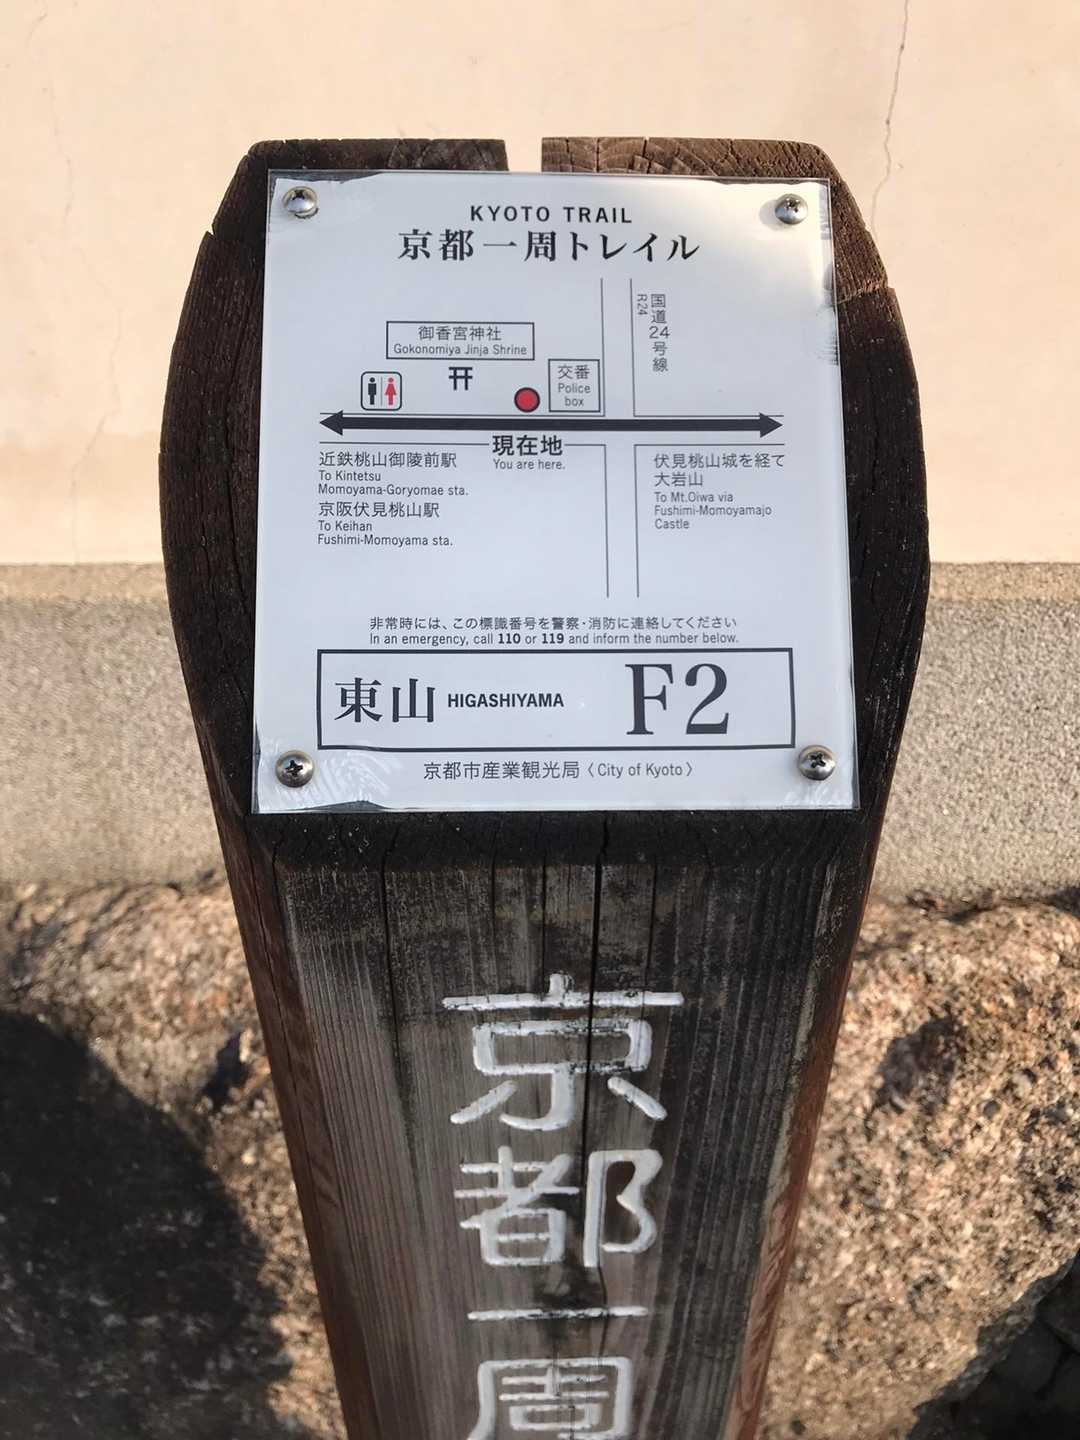 KYOTO TRAIL
京都一周トレイル
国道24号線
R24
御香宮神社
Gokonomiya Jinja Shrine
交番
Police
box
現在地
You are here.
近鉄桃山御陵前駅
To Kintetsu
Momoyama-Goryomae sta.
京阪伏見桃山駅
To Keihan
Fushimi-Momoyama sta.
伏見桃山城を経て
大岩山
To Mt.Oiwa via
Fushimi-Momoyamajo
Castle
非常時には、この標識番号を警察・消防に連絡してください
In an emergency, call 110 or 119 and inform the number below.
東山 HIGASHIYAMA F2
京都市産業観光局〈City of Kyoto〉
京都一周